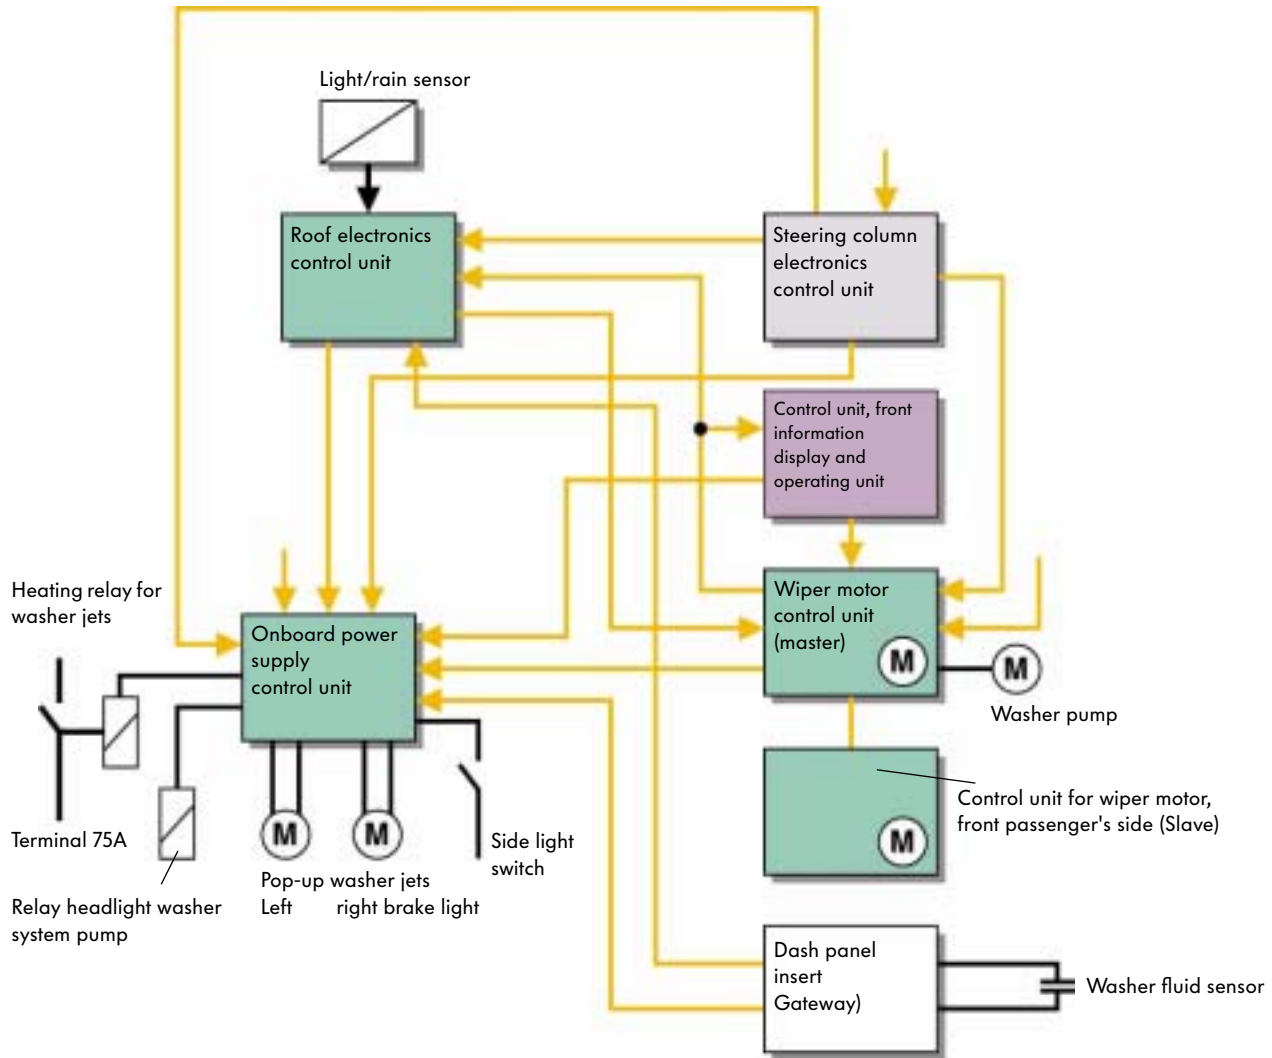 Light/rain sensor
Roof electronics
control unit
Steering column
electronics
control unit
Control unit, front
information
display and
operating unit
Heating relay for
washer jets
Onboard power
supply
control unit
Wiper motor
control unit
(master)
M
M
Washer pump
Terminal 75A
M
M
Side light
switch
Control unit for wiper motor,
front passenger's side (Slave)
M
Pop-up washer jets
Left right brake light
Relay headlight washer
system pump
Dash panel
insert
Gateway)
Washer fluid sensor